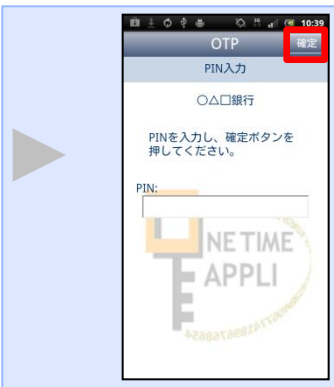 10:39
OTP
確定
PIN入力
○△□銀行
PINを入力し、確定ボタンを
押してください。
PIN:
NE TIME
APPLI